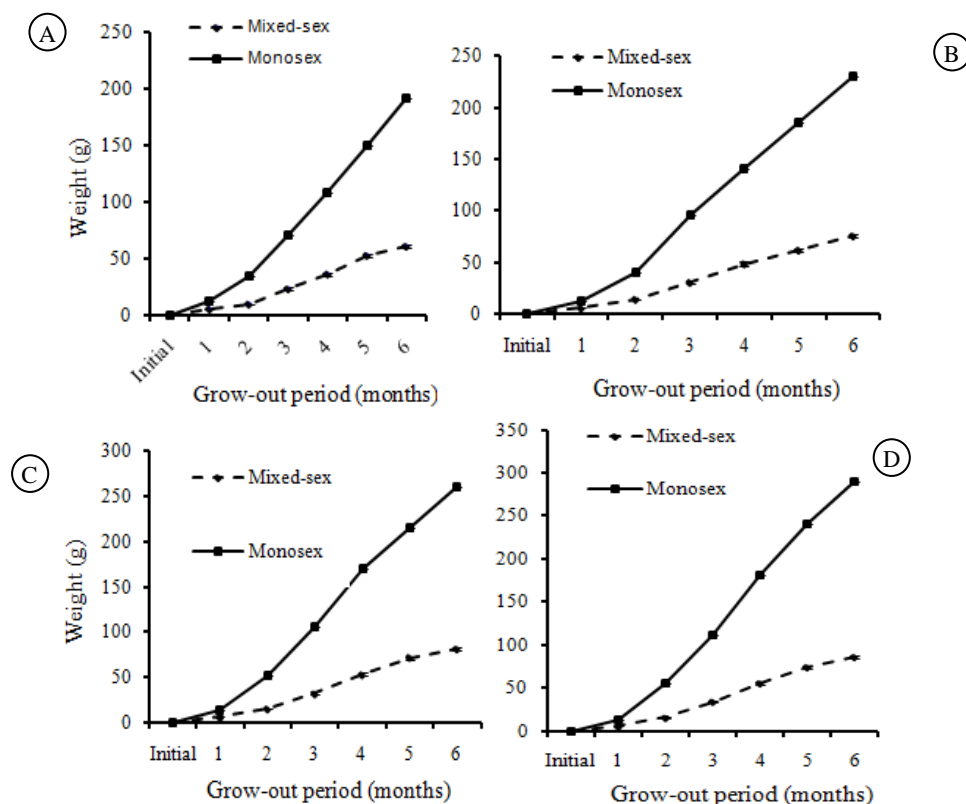 A
Mixed-sex
Monosex
250
200
150
100
50
0
Weight (g)
Initial 1 2 3 4 5 6
Grow-out period (months)
B
Mixed-sex
Monosex
250
200
150
100
50
0
Initial 1 2 3 4 5 6
Grow-out period (months)
C
Mixed-sex
Monosex
300
250
200
150
100
50
0
Weight (g)
Initial 1 2 3 4 5 6
Grow-out period (months)
D
Mixed-sex
Monosex
350
300
250
200
150
100
50
0
Initial 1 2 3 4 5 6
Grow-out period (months)